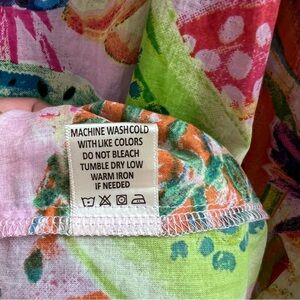 MACHINE WASHCOLD
WITH LIKE COLORS
DO NOT BLEACH
TUMBLE DRY LOW
WARM IRON
IF NEEDED